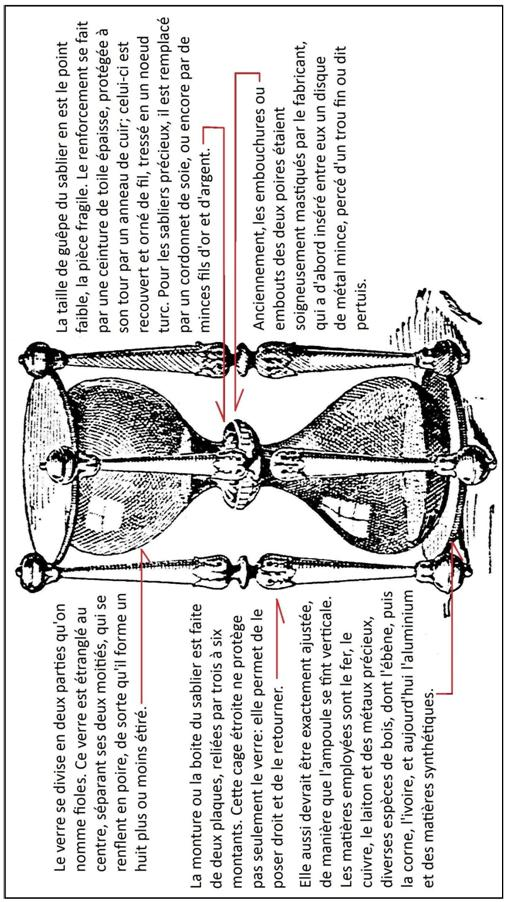 Le verre se divise en deux parties qu'on
nomme fioles. Ce verre est étranglé au
centre, séparant ses deux moitiés, qui se
renflent en poire, de sorte qu'il forme un
huit plus ou moins étiré.
La monture ou la boite du sablier est faite
de deux plaques, reliées par trois à six
montants. Cette cage étroite ne protège
pas seulement le verre: elle permet de le
poser droit et de le retourner.
Elle aussi devrait être exactement ajustée,
de manière que l'ampoule se fint verticale.
Les matières employées sont le fer, le
cuivre, le laiton et des métaux précieux,
diverses espèces de bois, dont l'ébène, puis
la corne, l'ivoire, et aujourd'hui l'aluminium
et des matières synthétiques.
La taille de guêpe du sablier en est le point
faible, la pièce fragile. Le renforcement se fait
par une ceinture de toile épaisse, protégée à
son tour par un anneau de cuir; celui-ci est
recouvert et orné de fil, tressé en un noeud
turc. Pour les sabliers précieux, il est remplacé
par un cordonnet de soie, ou encore par de
minces fils d'or et d'argent.
Anciennement, les embouchures ou
embouts des deux poires étaient
soigneusement mastiqués par le fabricant,
qui a d'abord inséré entre eux un disque
de métal mince, percé d'un trou fin ou dit
pertuis.